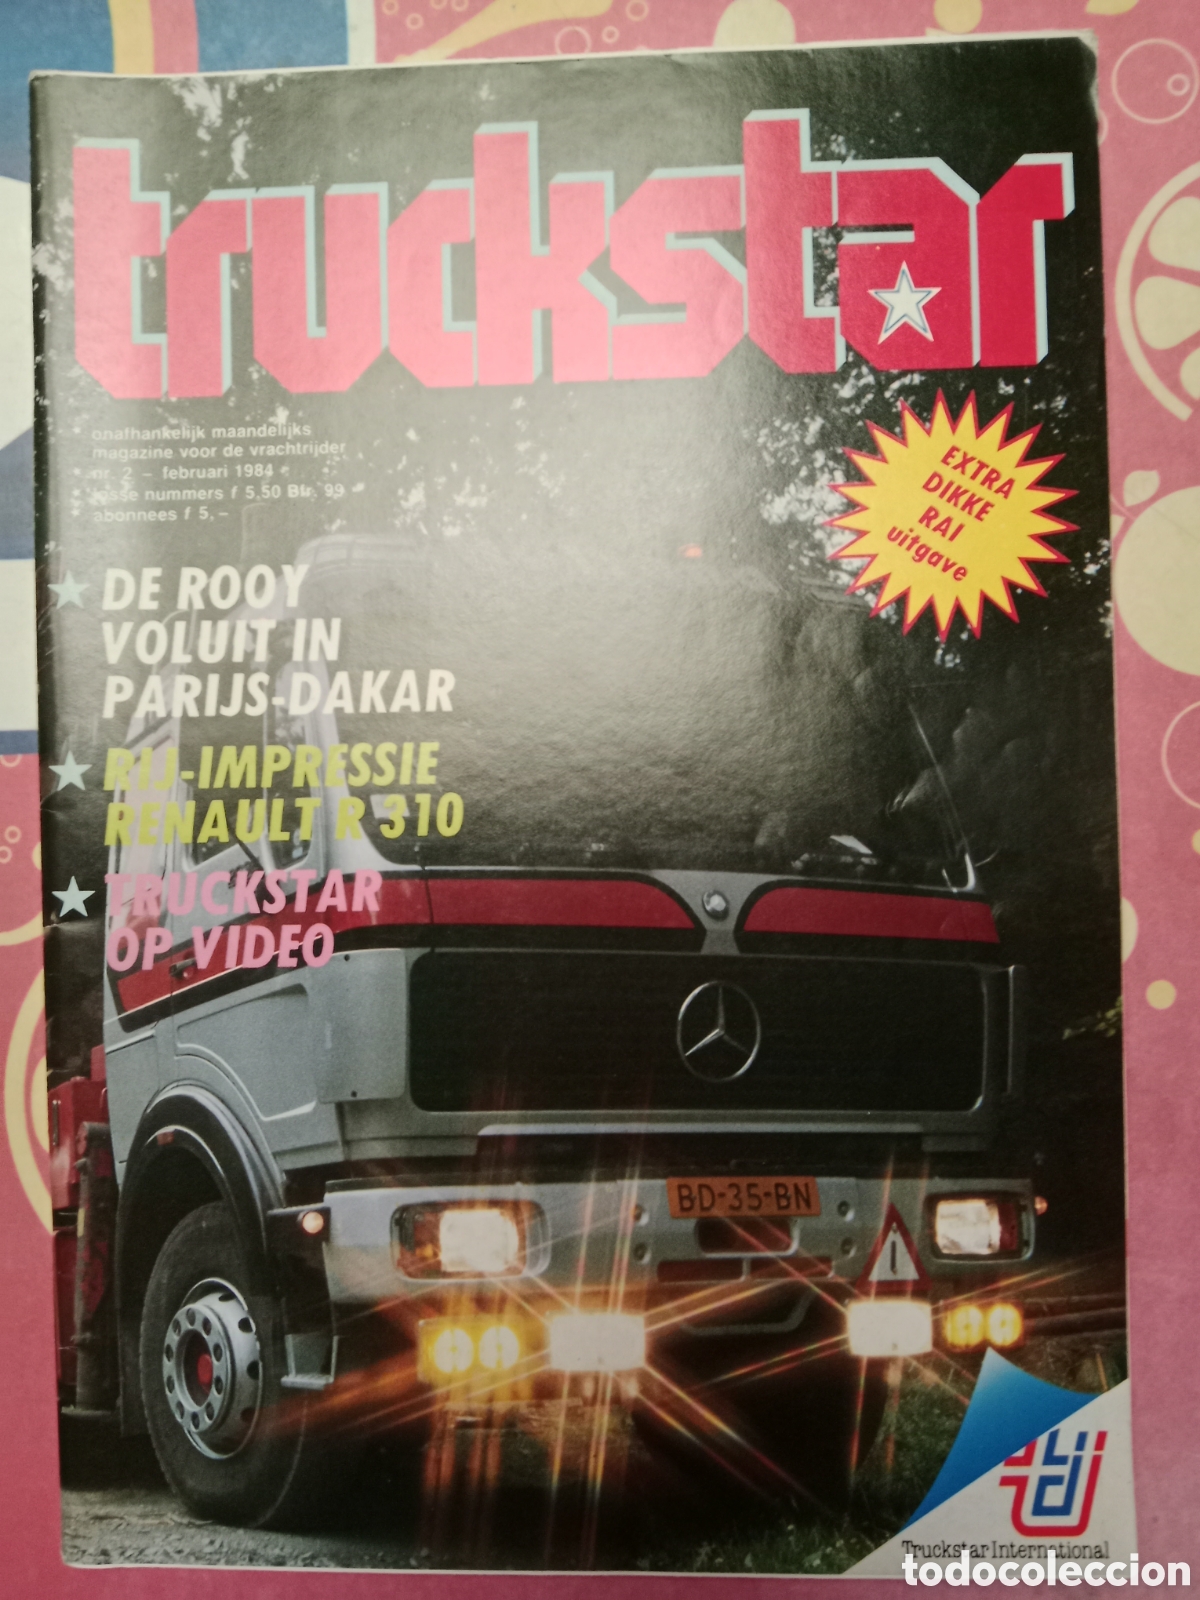 truckstar
onafhankelijk maandelijks
magazine voor de vrachtrijder
nr. 2 - februari 1984
losse nummers f 5,50 Bfr. 99
abonnees f 5,-
EXTRA
DIKKE
RAI
uitgave
DE ROOY
VOLUIT IN
PARIJS-DAKAR
RIJ-IMPRESSIE
RENAULT R 310
TRUCKSTAR
OP VIDEO
BD-35-BN
Truckstar International
todocoleccion